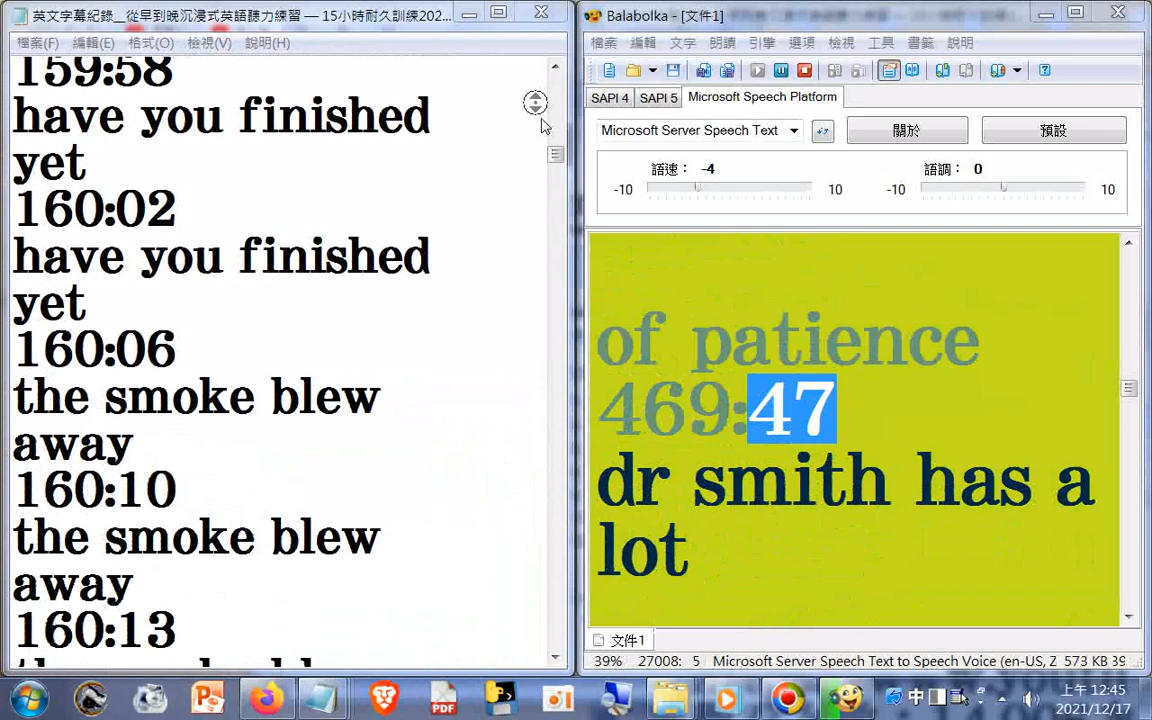 英文字幕紀錄__從早到晚沉浸式英語聽力練習 — 15小時耐久訓練202...
檔案(F) 編輯(E) 格式(O) 檢視(V) 說明(H)
159:58
have you finished
yet
160:02
have you finished
yet
160:06
the smoke blew
away
160:10
the smoke blew
away
160:13
Balabolka - [文件1]
檔案 編輯 文字 朗讀 引擎 選項 檢視 工具 書籤 說明
SAPI 4 SAPI 5 Microsoft Speech Platform
Microsoft Server Speech Text 關於 預設
語速： -4 語調： 0
-10 10 -10 10
of patience
469:47
dr smith has a
lot
文件1
39% 27008: 5 Microsoft Server Speech Text to Speech Voice (en-US, Z 573 KB 39
PDF
中
上午 12:45
2021/12/17